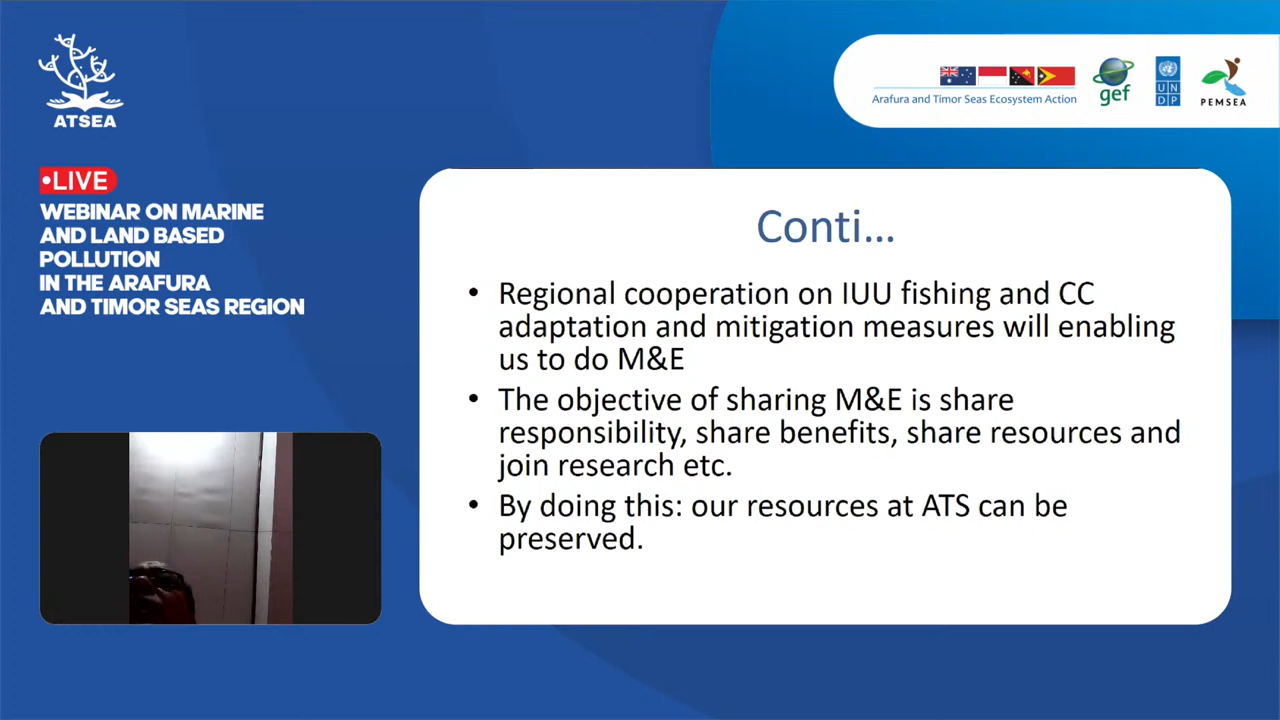 ATSEA
•LIVE
WEBINAR ON MARINE
AND LAND BASED
POLLUTION
IN THE ARAFURA
AND TIMOR SEAS REGION
Arafura and Timor Seas Ecosystem Action
gef
U N
D P
PEMSEA
Conti...
• Regional cooperation on IUU fishing and CC
adaptation and mitigation measures will enabling
us to do M&E
• The objective of sharing M&E is share
responsibility, share benefits, share resources and
join research etc.
• By doing this: our resources at ATS can be
preserved.